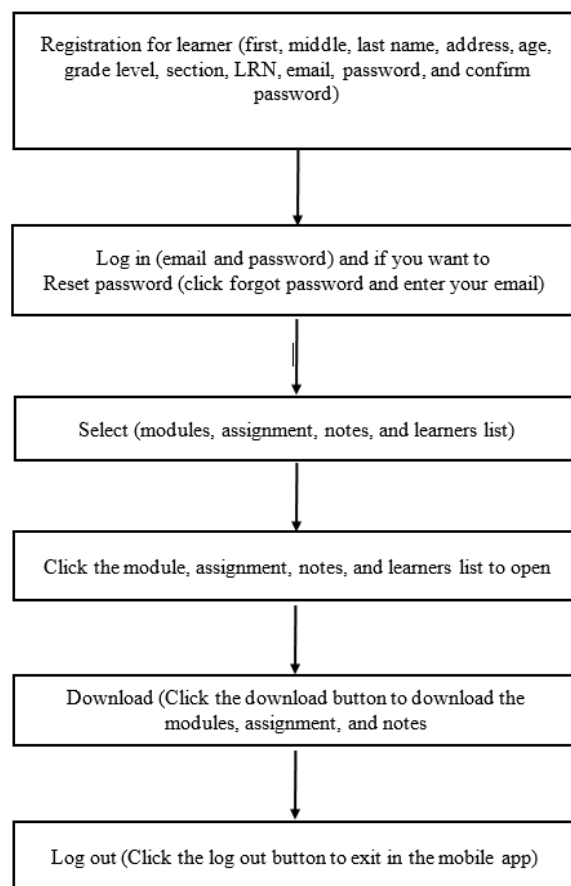 Registration for learner (first, middle, last name, address, age,
grade level, section, LRN, email, password, and confirm
password)
Log in (email and password) and if you want to
Reset password (click forgot password and enter your email)
Select (modules, assignment, notes, and learners list)
Click the module, assignment, notes, and learners list to open
Download (Click the download button to download the
modules, assignment, and notes
Log out (Click the log out button to exit in the mobile app)